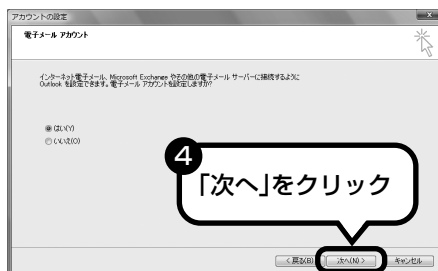 アカウントの設定
電子メール アカウント
インターネット電子メール、Microsoft Exchange やその他の電子メール サーバーに接続するように
Outlook を設定できます。電子メール アカウントを設定しますか?
はい(Y)
いいえ(O)
4
「次へ」をクリック
< 戻る(B)
次へ(N) >
キャンセル